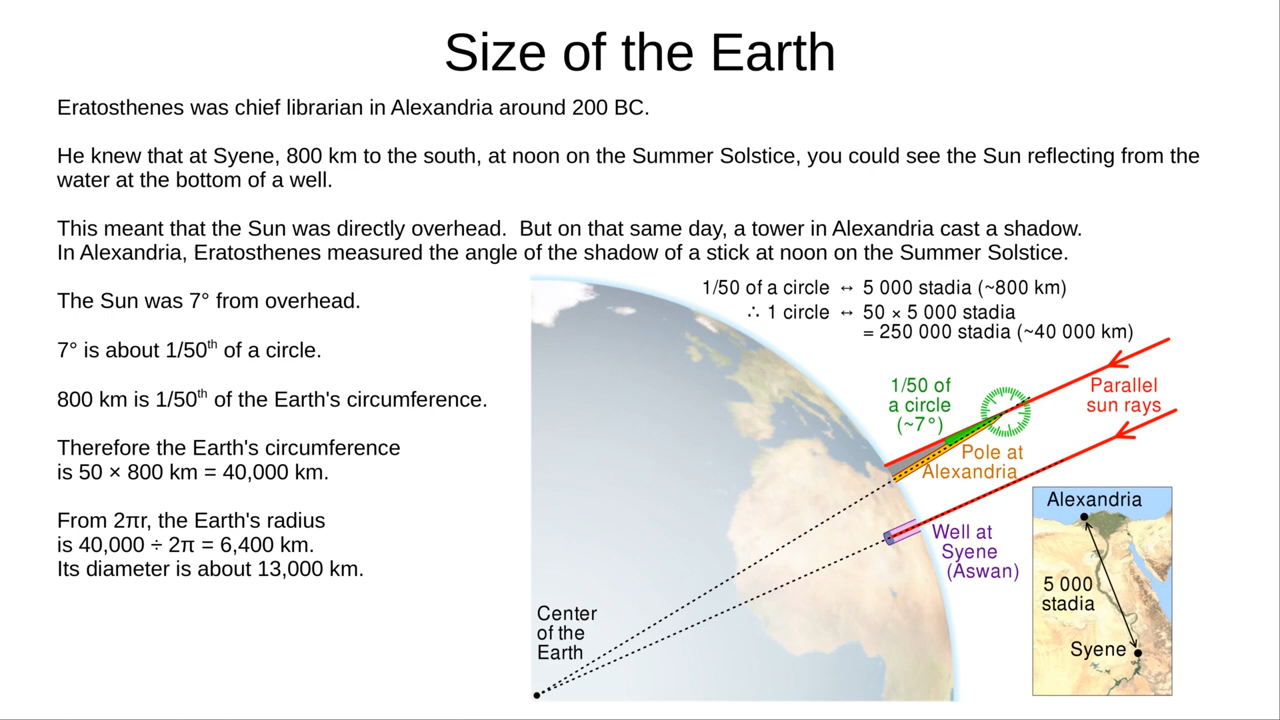 Size of the Earth
Eratosthenes was chief librarian in Alexandria around 200 BC.
He knew that at Syene, 800 km to the south, at noon on the Summer Solstice, you could see the Sun reflecting from the
water at the bottom of a well.
This meant that the Sun was directly overhead.  But on that same day, a tower in Alexandria cast a shadow.
In Alexandria, Eratosthenes measured the angle of the shadow of a stick at noon on the Summer Solstice.
The Sun was 7° from overhead.
7° is about 1/50th of a circle.
800 km is 1/50th of the Earth's circumference.
Therefore the Earth's circumference
is 50 × 800 km = 40,000 km.
From 2πr, the Earth's radius
is 40,000 ÷ 2π = 6,400 km.
Its diameter is about 13,000 km.
1/50 of a circle ↔ 5 000 stadia (~800 km)
∴ 1 circle ↔ 50 × 5 000 stadia
= 250 000 stadia (~40 000 km)
1/50 of
a circle
(~7°)
Parallel
sun rays
Pole at
Alexandria
Well at
Syene
(Aswan)
Center
of the
Earth
Alexandria
5 000
stadia
Syene